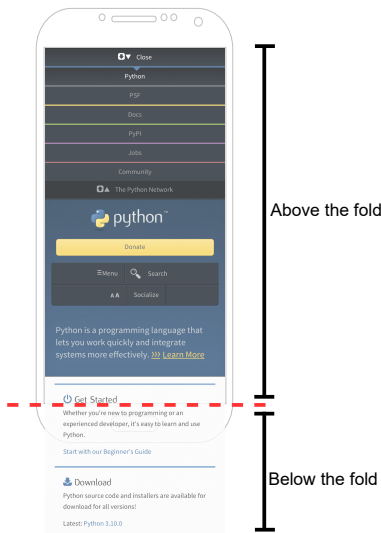 Close
Python
PSF
Docs
PyPI
Jobs
Community
The Python Network
python™
Donate
Menu Search
AA Socialize
Python is a programming language that
lets you work quickly and integrate
systems more effectively. >>> Learn More
Get Started
Whether you're new to programming or an
experienced developer, it's easy to learn and use
Python.
Start with our Beginner's Guide
Download
Python source code and installers are available for
download for all versions!
Latest: Python 3.10.0
Above the fold
Below the fold